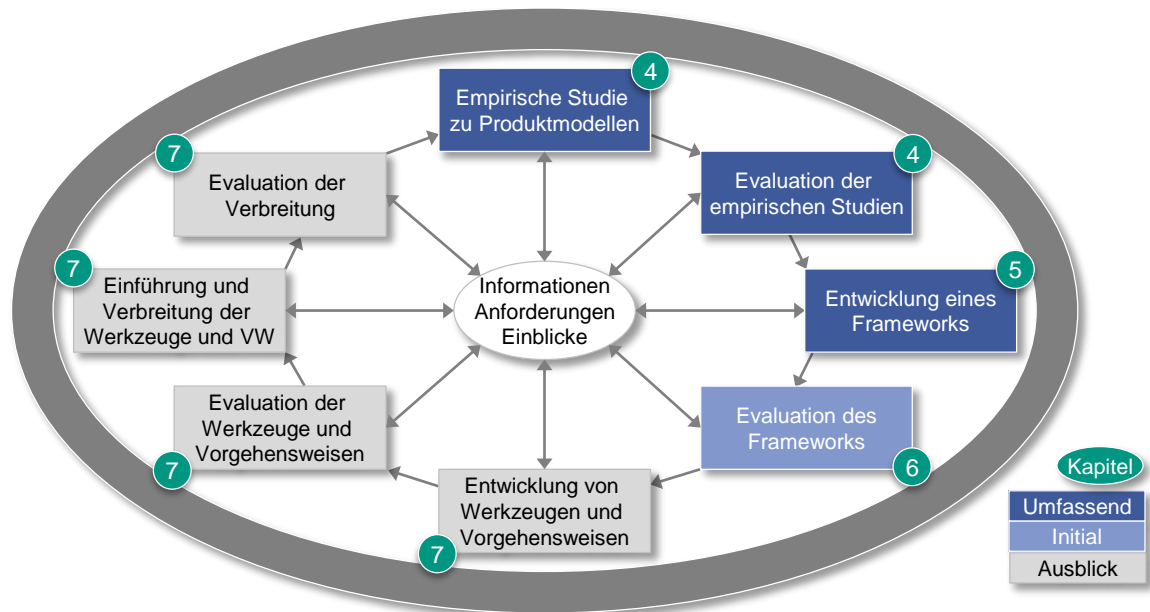 4
Empirische Studie
zu Produktmodellen
4
Evaluation der
empirischen Studien
5
Entwicklung eines
Frameworks
Evaluation des
Frameworks
6
Entwicklung von
Werkzeugen und
Vorgehensweisen
7
Evaluation der
Werkzeuge und
Vorgehensweisen
7
7
Einführung und
Verbreitung der
Werkzeuge und VW
7
Evaluation der
Verbreitung
Informationen
Anforderungen
Einblicke
Kapitel
Umfassend
Initial
Ausblick